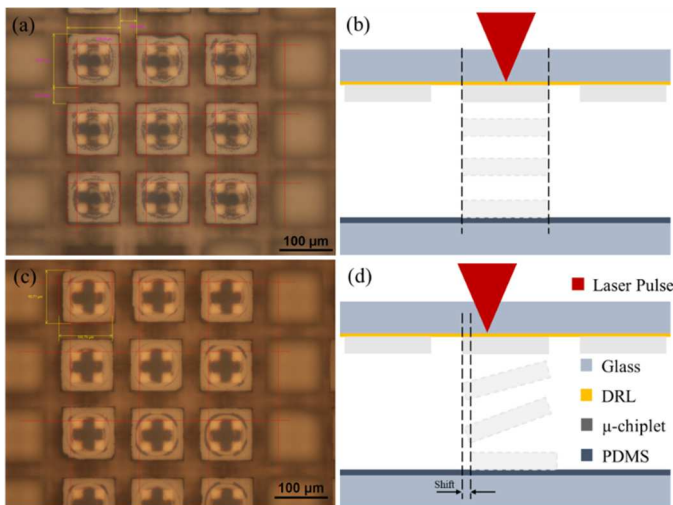 (a)
100 µm
(b)
(c)
100 µm
(d)
Laser Pulse
Glass
DRL
µ-chiplet
PDMS
Shift